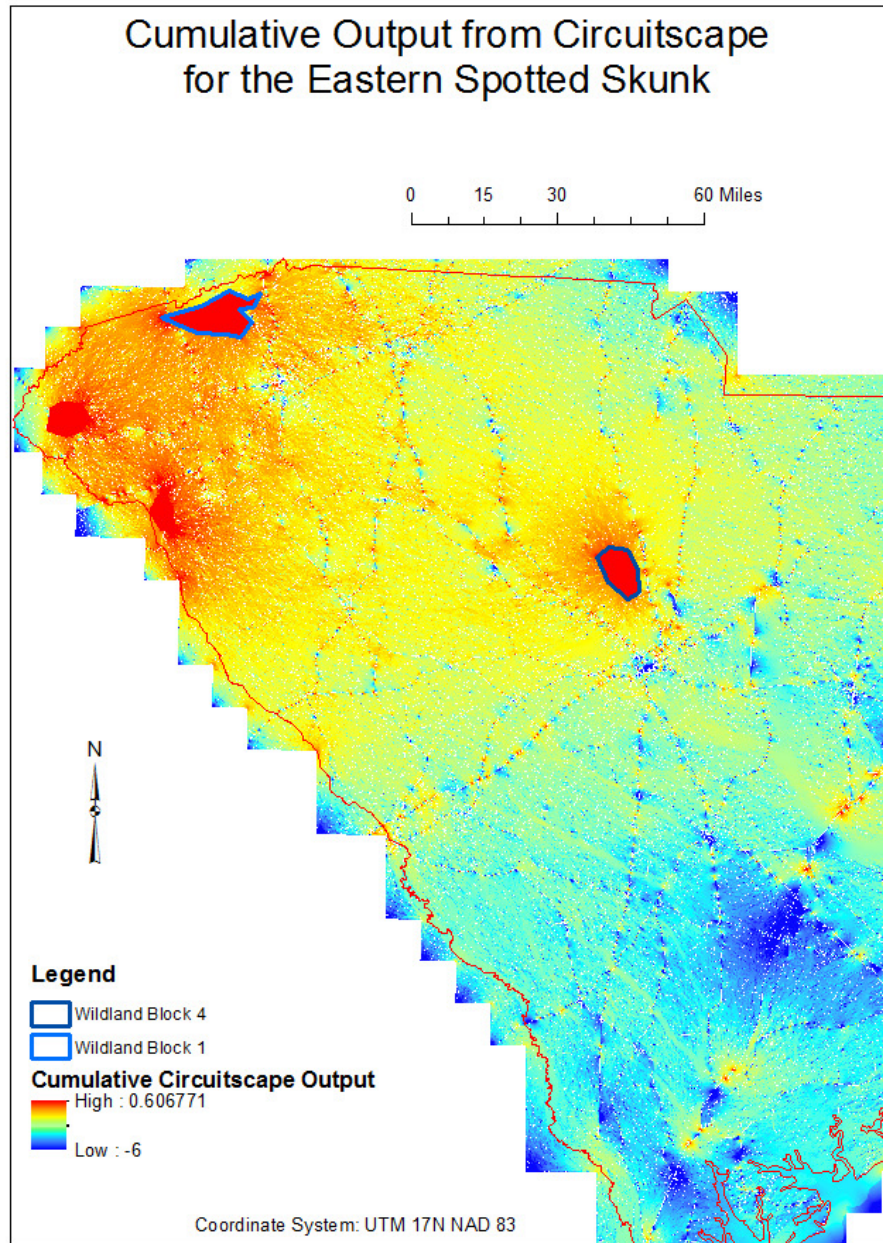 Cumulative Output from Circuitscape
for the Eastern Spotted Skunk
0 15 30 60 Miles
N
Legend
Wildland Block 4
Wildland Block 1
Cumulative Circuitscape Output
High : 0.606771
Low : -6
Coordinate System: UTM 17N NAD 83